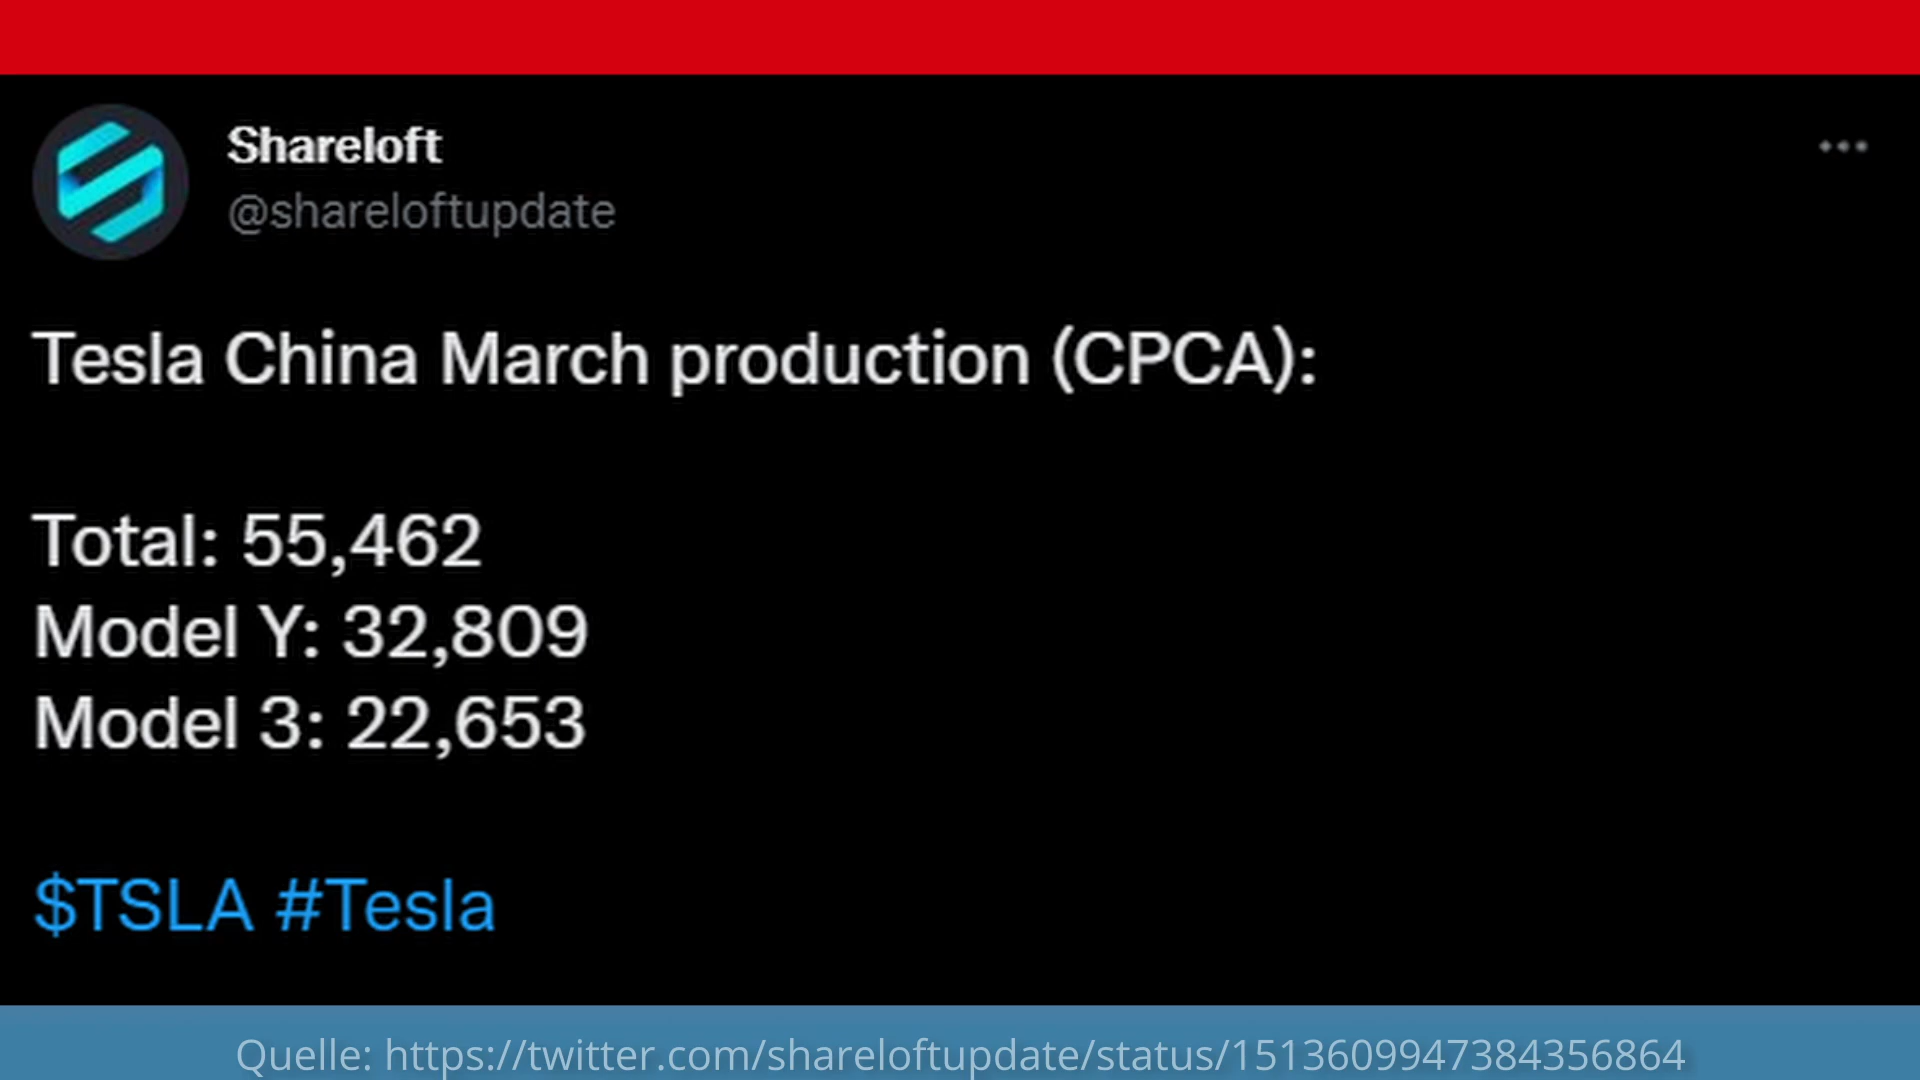 Shareloft
@shareloftupdate
Tesla China March production (CPCA):
Total: 55,462
Model Y: 32,809
Model 3: 22,653
$TSLA #Tesla
Quelle: https://twitter.com/shareloftupdate/status/1513609947384356864